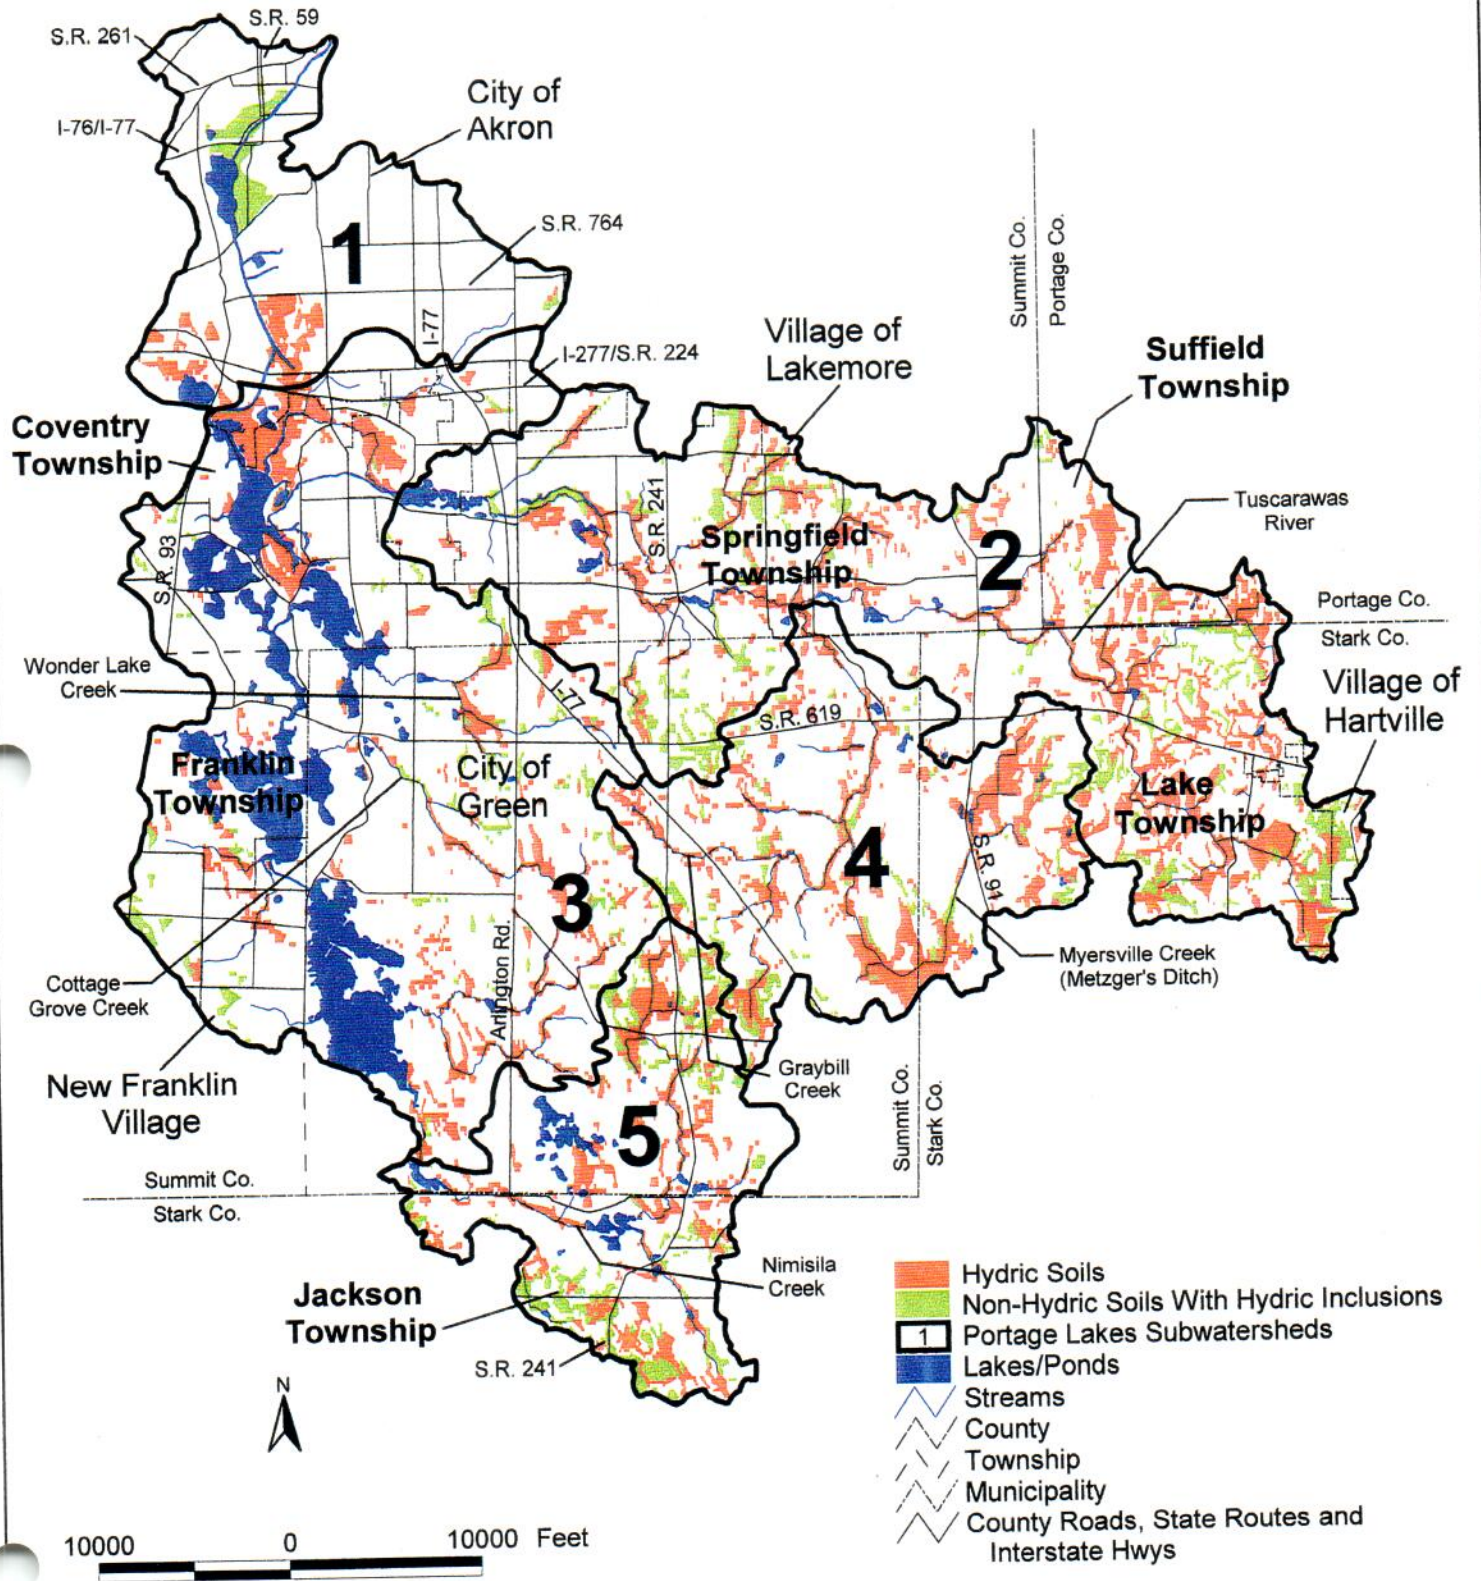 S.R. 59
S.R. 261
City of
Akron
I-76/I-77
S.R. 764
1
Summit Co.
Portage Co.
I-77
Village of
Lakemore
I-277/S.R. 224
Suffield
Township
Coventry
Township
S.R. 241
Tuscarawas
River
Springfield
Township
2
S.R. 93
Portage Co.
Stark Co.
Wonder Lake
Creek
I-77
S.R. 619
Village of
Hartville
Franklin
Township
City of
Green
Lake
Township
4
S.R. 91
3
Arlington Rd.
Cottage
Grove Creek
Myersville Creek
(Metzger's Ditch)
New Franklin
Village
Graybill
Creek
5
Summit Co.
Stark Co.
Summit Co.
Stark Co.
Nimisila
Creek
Jackson
Township
S.R. 241
N
Hydric Soils
Non-Hydric Soils With Hydric Inclusions
1 Portage Lakes Subwatersheds
Lakes/Ponds
Streams
County
Township
Municipality
County Roads, State Routes and
Interstate Hwys
10000 0 10000 Feet